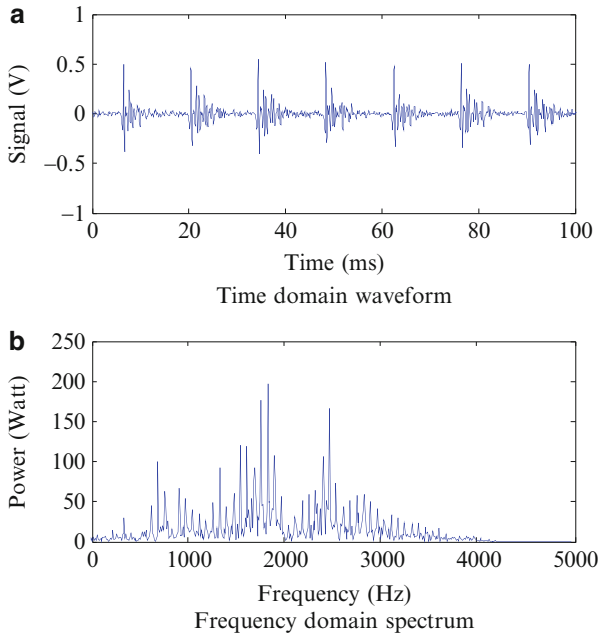 a
1
0.5
0
−0.5
−1
Signal (V)
0 20 40 60 80 100
Time (ms)
Time domain waveform
b
250
200
150
100
50
0
Power (Watt)
0 1000 2000 3000 4000 5000
Frequency (Hz)
Frequency domain spectrum